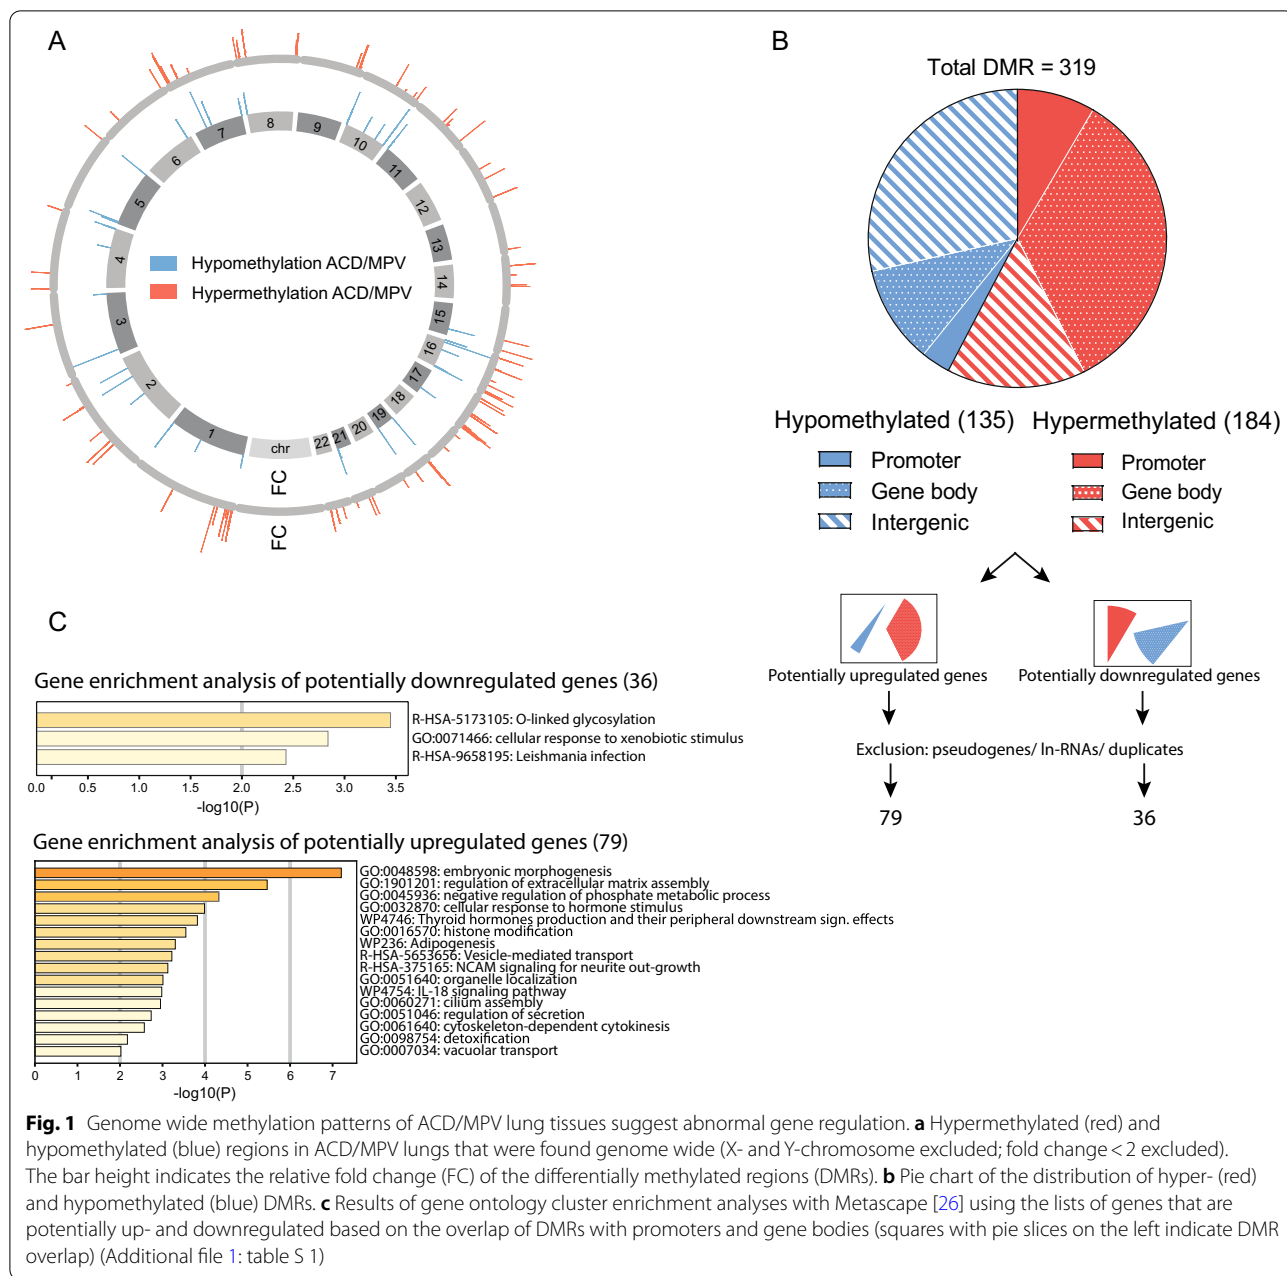 A
8
9
10
11
12
13
14
15
16
17
18
19
20
21
22
chr
1
2
3
4
5
6
7
Hypomethylation ACD/MPV
Hypermethylation ACD/MPV
FC
FC
B
Total DMR = 319
Hypomethylated (135)
Promoter
Gene body
Intergenic
Hypermethylated (184)
Promoter
Gene body
Intergenic
Potentially upregulated genes
Potentially downregulated genes
Exclusion: pseudogenes/ ln-RNAs/ duplicates
79
36
C
Gene enrichment analysis of potentially downregulated genes (36)
R-HSA-5173105: O-linked glycosylation
GO:0071466: cellular response to xenobiotic stimulus
R-HSA-9658195: Leishmania infection
0.0 0.5 1.0 1.5 2.0 2.5 3.0 3.5
-log10(P)
Gene enrichment analysis of potentially upregulated genes (79)
GO:0048598: embryonic morphogenesis
GO:1901201: regulation of extracellular matrix assembly
GO:0045936: negative regulation of phosphate metabolic process
GO:0032870: cellular response to hormone stimulus
WP4746: Thyroid hormones production and their peripheral downstream sign. effects
GO:0016570: histone modification
WP236: Adipogenesis
R-HSA-5653656: Vesicle-mediated transport
R-HSA-375165: NCAM signaling for neurite out-growth
GO:0051640: organelle localization
WP4754: IL-18 signaling pathway
GO:0060271: cilium assembly
GO:0051046: regulation of secretion
GO:0061640: cytoskeleton-dependent cytokinesis
GO:0098754: detoxification
GO:0007034: vacuolar transport
0 1 2 3 4 5 6 7
-log10(P)
Fig. 1 Genome wide methylation patterns of ACD/MPV lung tissues suggest abnormal gene regulation. a Hypermethylated (red) and
hypomethylated (blue) regions in ACD/MPV lungs that were found genome wide (X- and Y-chromosome excluded; fold change < 2 excluded).
The bar height indicates the relative fold change (FC) of the differentially methylated regions (DMRs). b Pie chart of the distribution of hyper- (red)
and hypomethylated (blue) DMRs. c Results of gene ontology cluster enrichment analyses with Metascape [26] using the lists of genes that are
potentially up- and downregulated based on the overlap of DMRs with promoters and gene bodies (squares with pie slices on the left indicate DMR
overlap) (Additional file 1: table S 1)